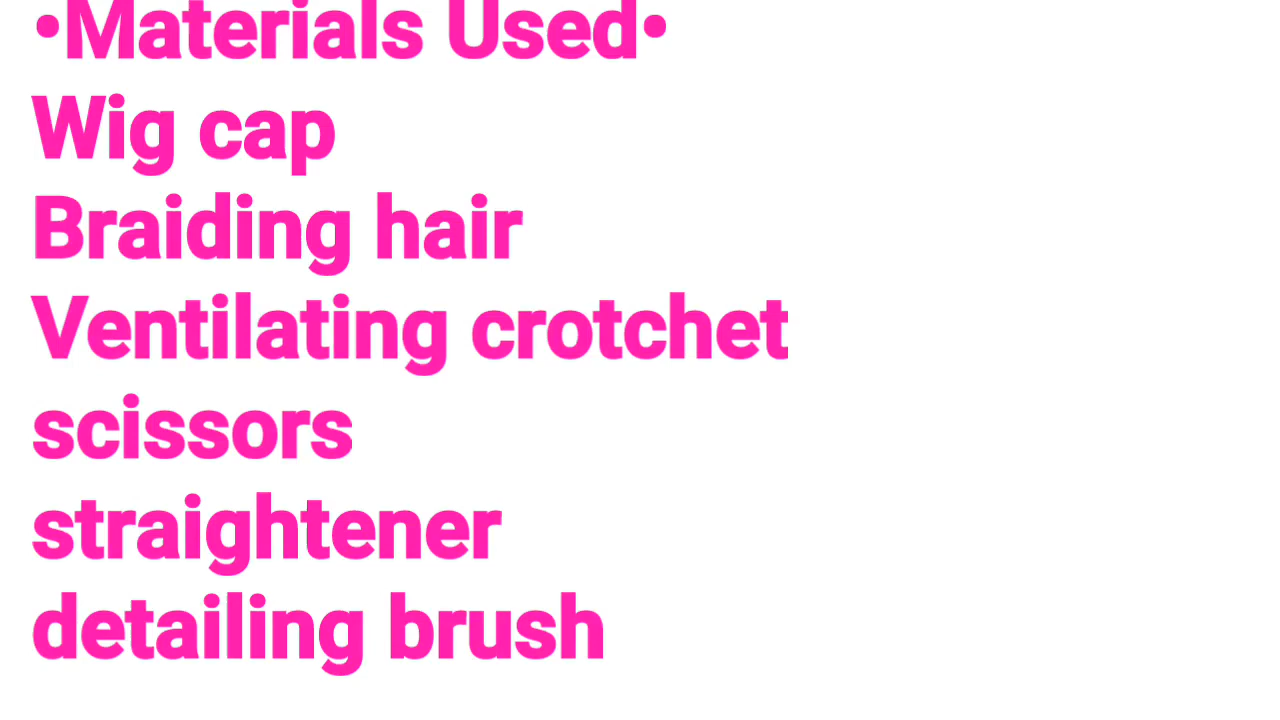 •Materials Used•
Wig cap
Braiding hair
Ventilating crotchet
scissors
straightener
detailing brush